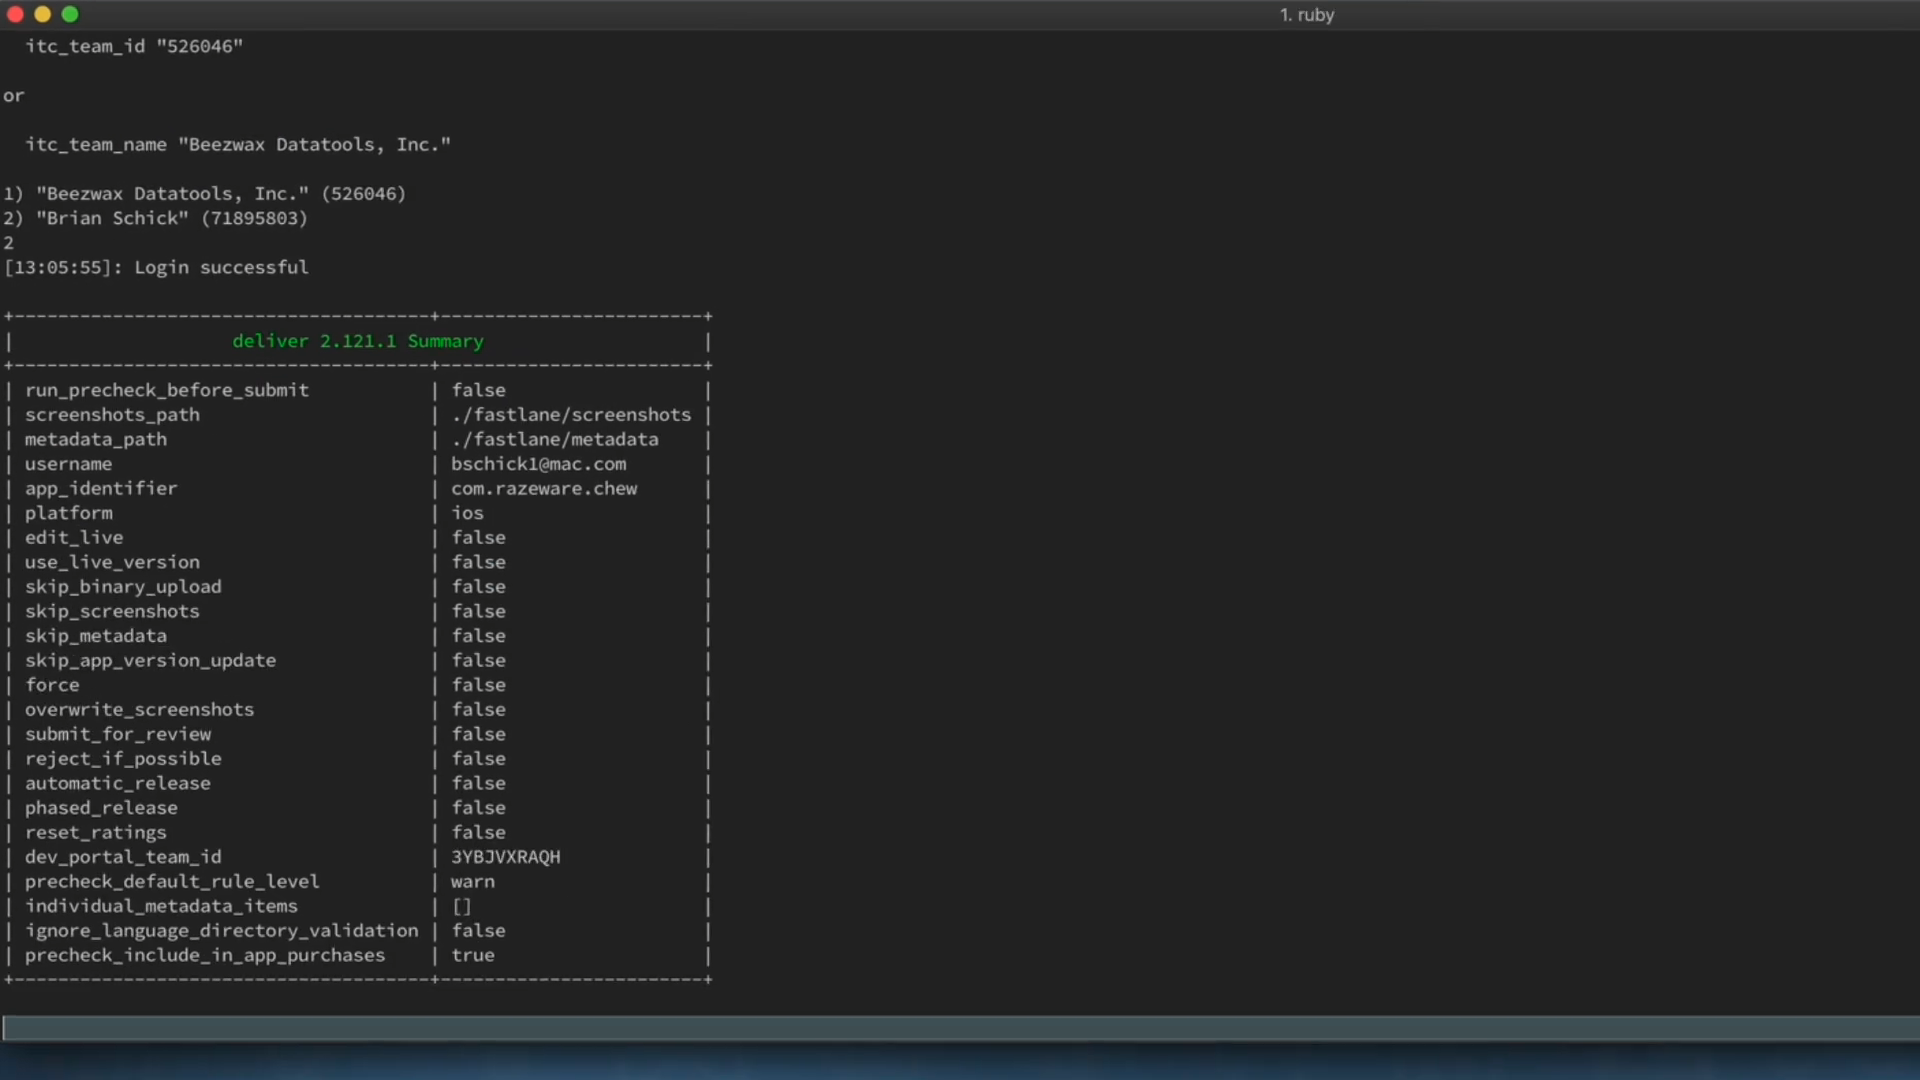 1. ruby
itc_team_id "526046"
or
itc_team_name "Beezwax Datatools, Inc."
1) "Beezwax Datatools, Inc." (526046)
2) "Brian Schick" (71895803)
2
[13:05:55]: Login successful
+--------------------------------------+------------------------+
| deliver 2.121.1 Summary |
+--------------------------------------+------------------------+
| run_precheck_before_submit | false |
| screenshots_path | ./fastlane/screenshots |
| metadata_path | ./fastlane/metadata |
| username | bschick1@mac.com |
| app_identifier | com.razeware.chew |
| platform | ios |
| edit_live | false |
| use_live_version | false |
| skip_binary_upload | false |
| skip_screenshots | false |
| skip_metadata | false |
| skip_app_version_update | false |
| force | false |
| overwrite_screenshots | false |
| submit_for_review | false |
| reject_if_possible | false |
| automatic_release | false |
| phased_release | false |
| reset_ratings | false |
| dev_portal_team_id | 3YBJVXRAQH |
| precheck_default_rule_level | warn |
| individual_metadata_items | [] |
| ignore_language_directory_validation | false |
| precheck_include_in_app_purchases | true |
+--------------------------------------+------------------------+